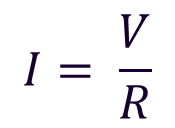 I = V/R